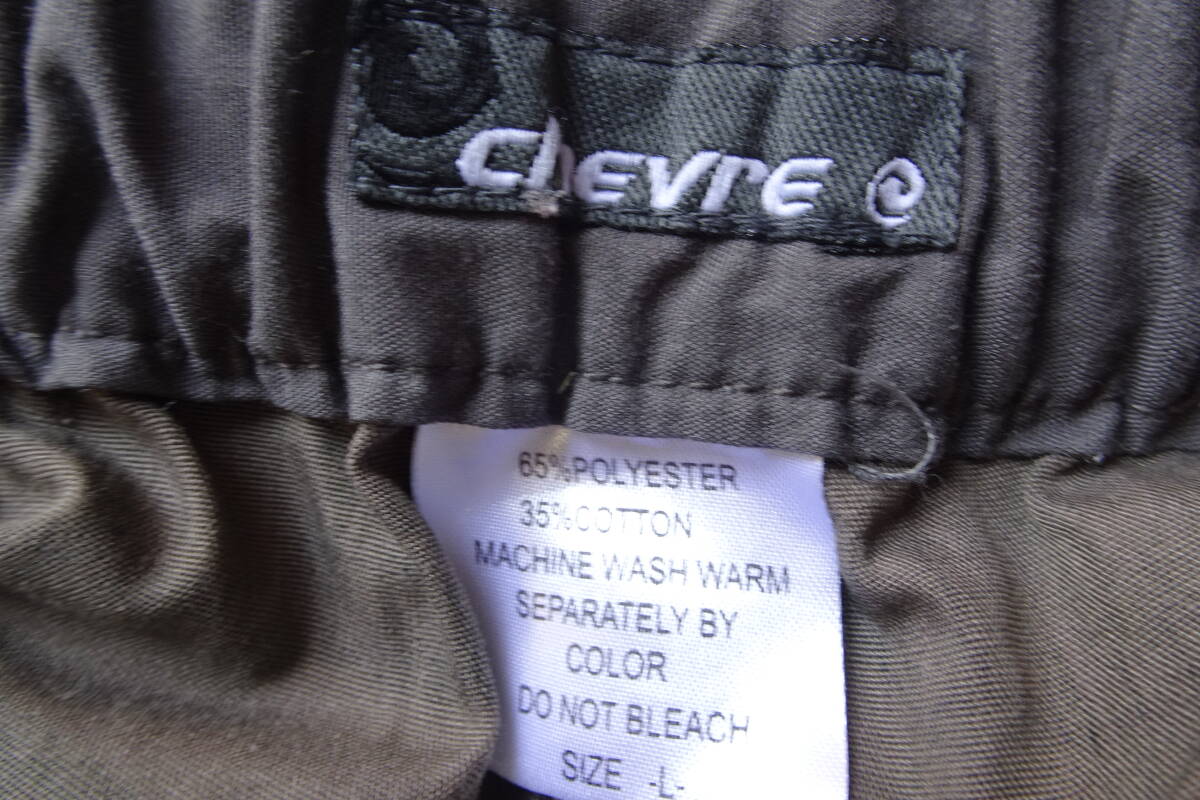 chevre
65%POLYESTER
35%COTTON
MACHINE WASH WARM
SEPARATELY BY
COLOR
DO NOT BLEACH
SIZE -L-